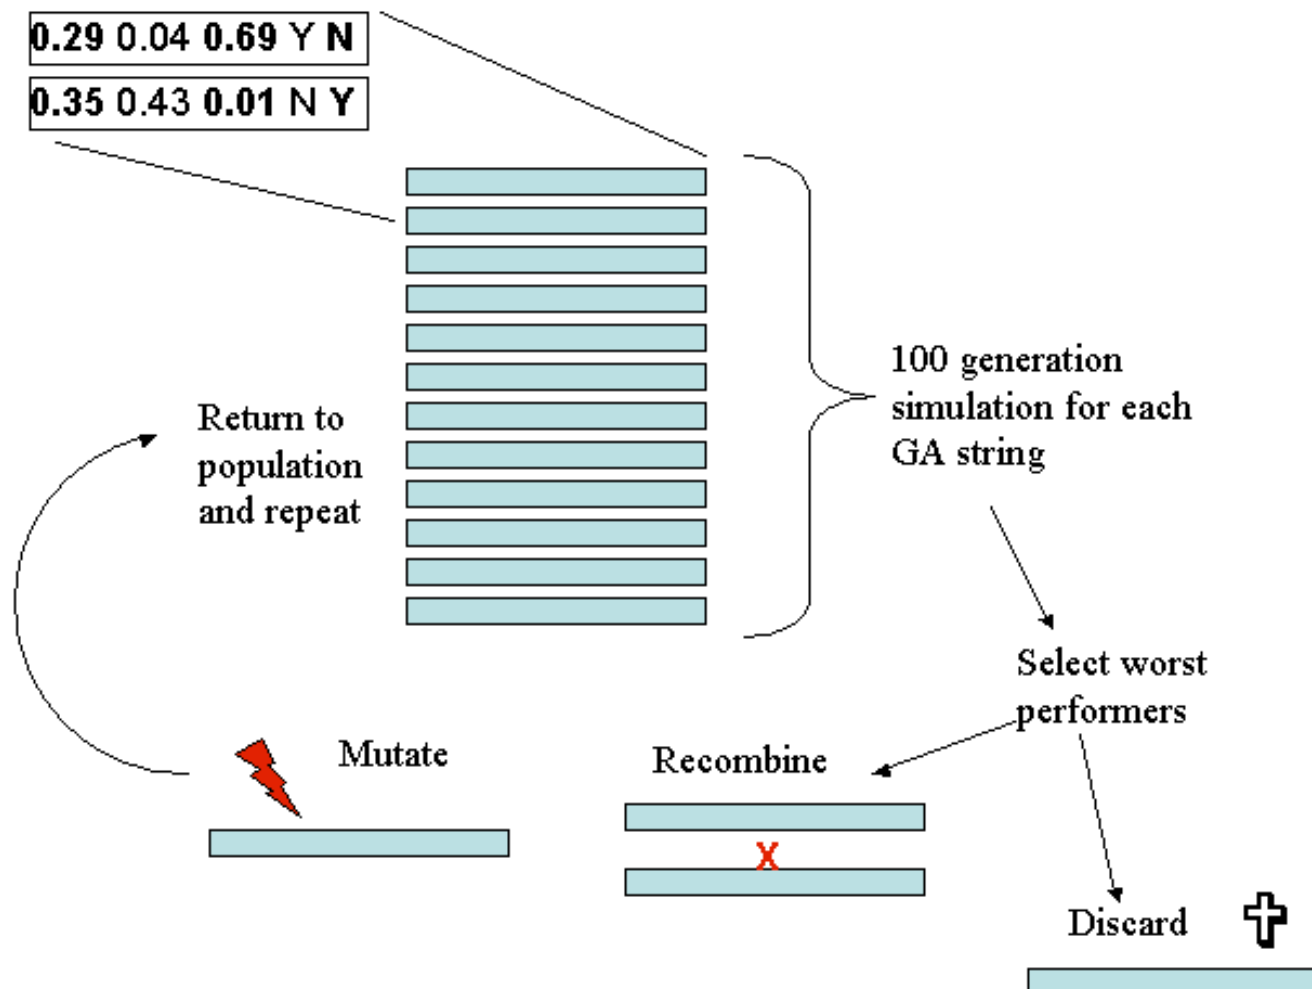 0.29 0.04 0.69 Y N
0.35 0.43 0.01 N Y
100 generation
simulation for each
GA string
Return to
population
and repeat
Select worst
performers
Mutate
Recombine
X
Discard